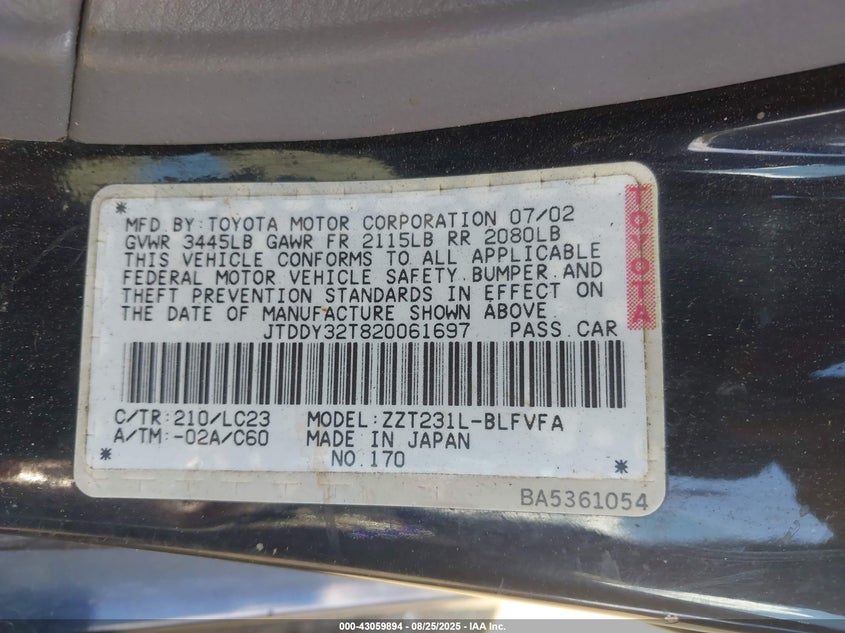 *
MFD.BY:TOYOTA MOTOR CORPORATION 07/02
GVWR 3445LB GAWR FR 2115LB RR 2080LB
THIS VEHICLE CONFORMS TO ALL APPLICABLE
FEDERAL MOTOR VEHICLE SAFETY.BUMPER.AND
THEFT PREVENTION STANDARDS IN EFFECT ON
THE DATE OF MANUFACTURE SHOWN ABOVE.
JTDDY32T820061697 PASS.CAR
TOYOTA
C/TR:210/LC23 MODEL:ZZT231L-BLFVFA
A/TM:-02A/C60 MADE IN JAPAN
* NO.170 *
BA5361054
000-43059894 - 08/25/2025 - IAA Inc.